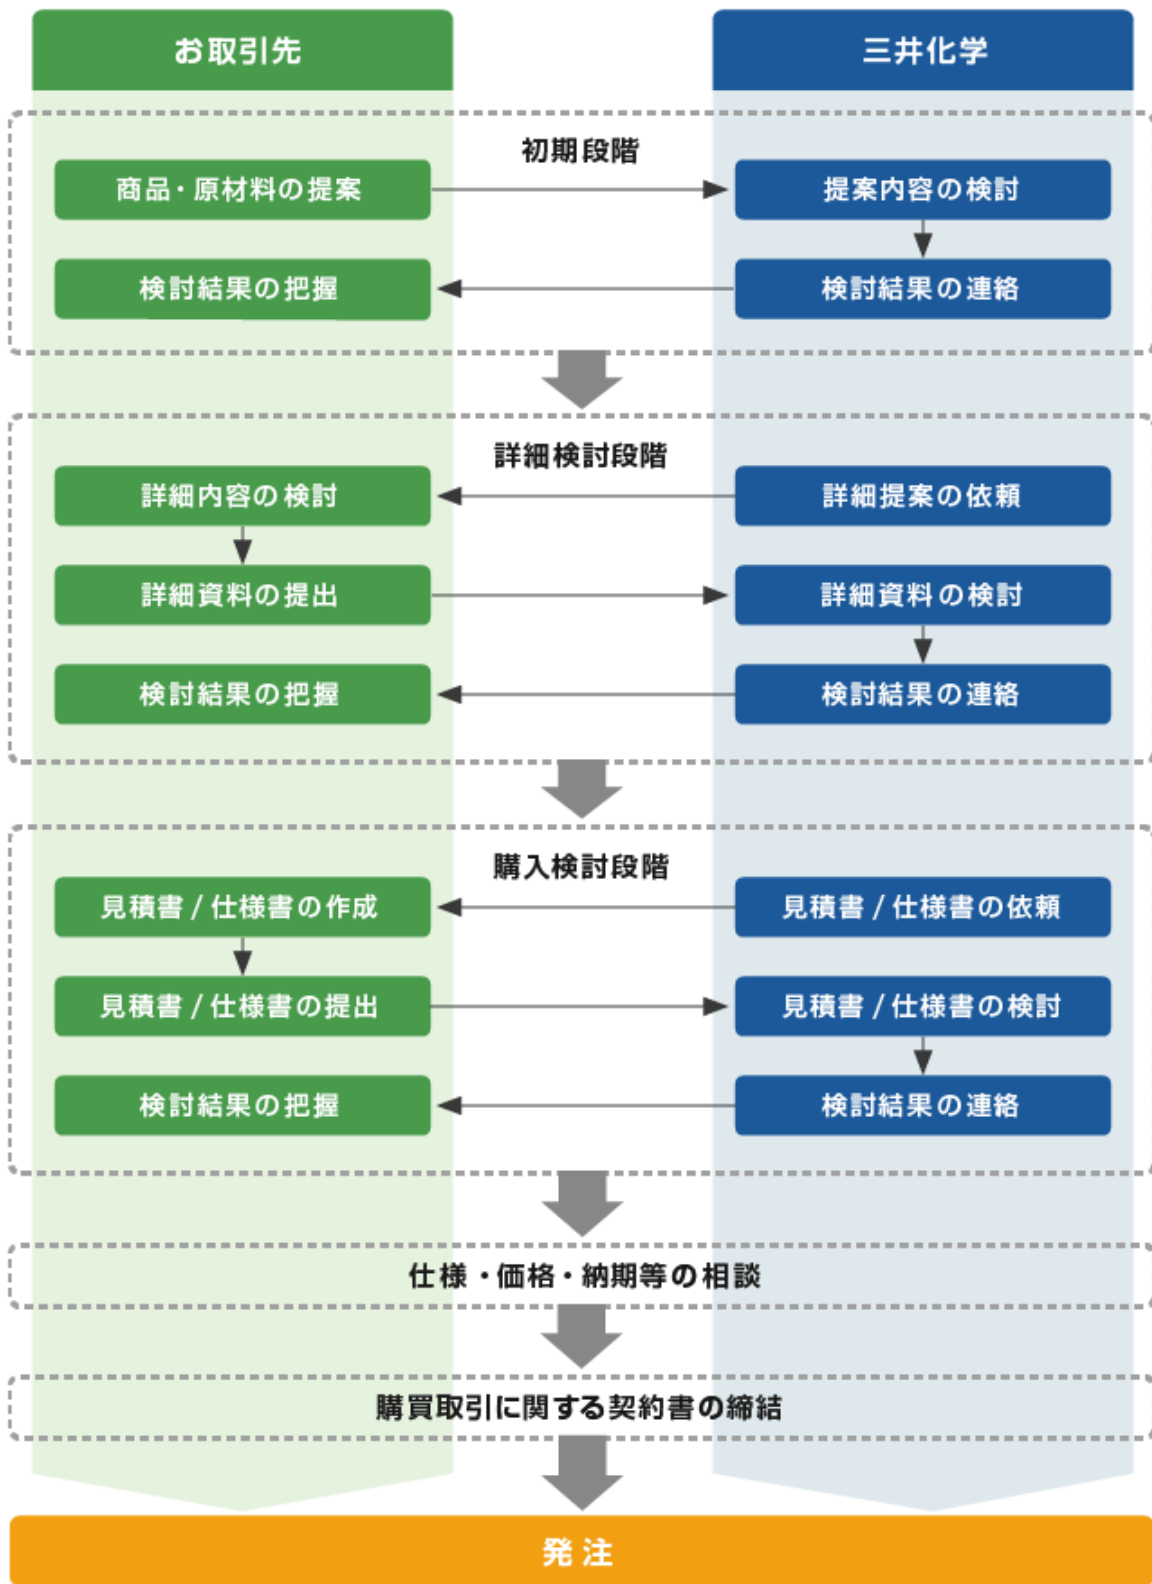 お取引先
三井化学
初期段階
商品・原材料の提案
提案内容の検討
検討結果の把握
検討結果の連絡
詳細検討段階
詳細内容の検討
詳細提案の依頼
詳細資料の提出
詳細資料の検討
検討結果の把握
検討結果の連絡
購入検討段階
見積書 / 仕様書の作成
見積書 / 仕様書の依頼
見積書 / 仕様書の提出
見積書 / 仕様書の検討
検討結果の把握
検討結果の連絡
仕様・価格・納期等の相談
購買取引に関する契約書の締結
発注